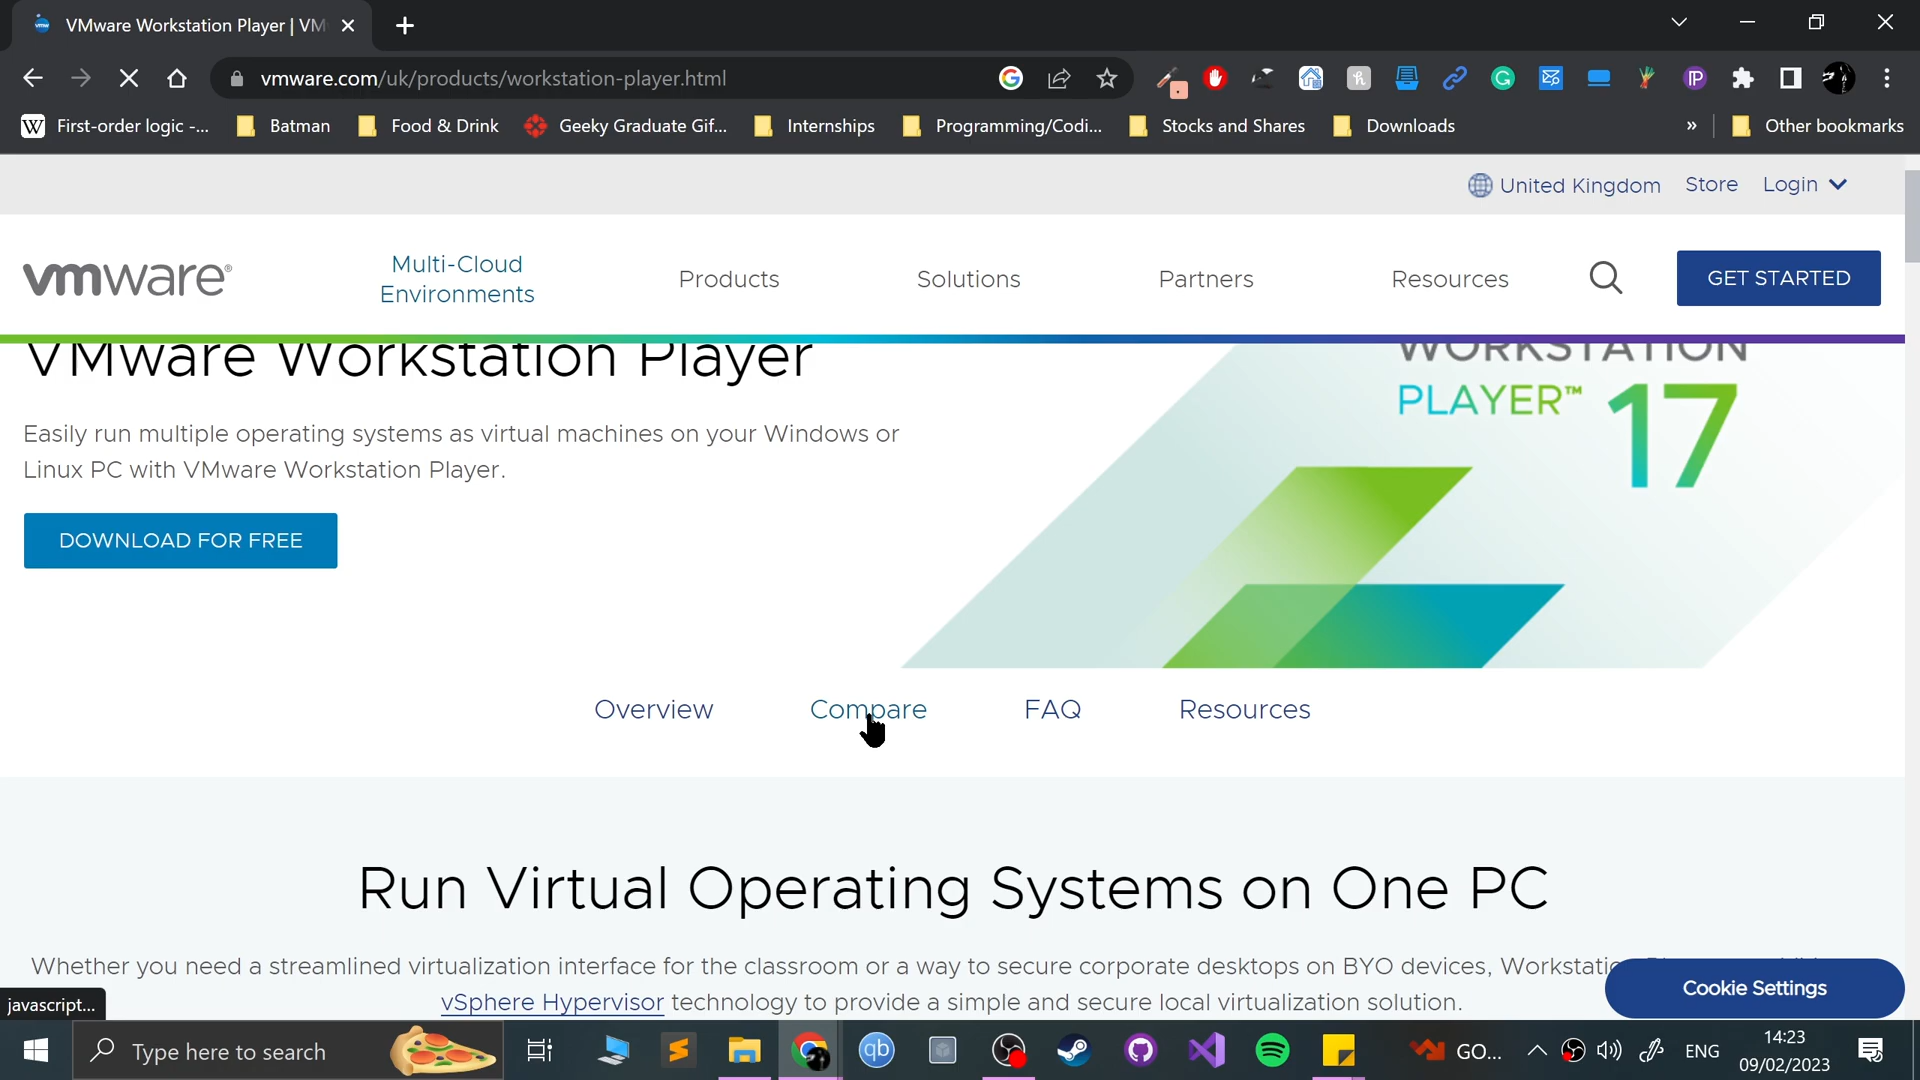 VMware Workstation Player | VM
vmware.com/uk/products/workstation-player.html
First-order logic -...
Batman
Food & Drink
Geeky Graduate Gif...
Internships
Programming/Codi...
Stocks and Shares
Downloads
»
Other bookmarks
United Kingdom
Store
Login
vmware®
Multi-Cloud
Environments
Products
Solutions
Partners
Resources
GET STARTED
VMware Workstation Player
WORKSTATION
PLAYER™ 17
Easily run multiple operating systems as virtual machines on your Windows or
Linux PC with VMware Workstation Player.
DOWNLOAD FOR FREE
Overview
Compare
FAQ
Resources
Run Virtual Operating Systems on One PC
Whether you need a streamlined virtualization interface for the classroom or a way to secure corporate desktops on BYO devices,
vSphere Hypervisor technology to provide a simple and secure local virtualization solution.
Cookie Settings
javascript...
Type here to search
qb
GO...
ENG
14:23
09/02/2023